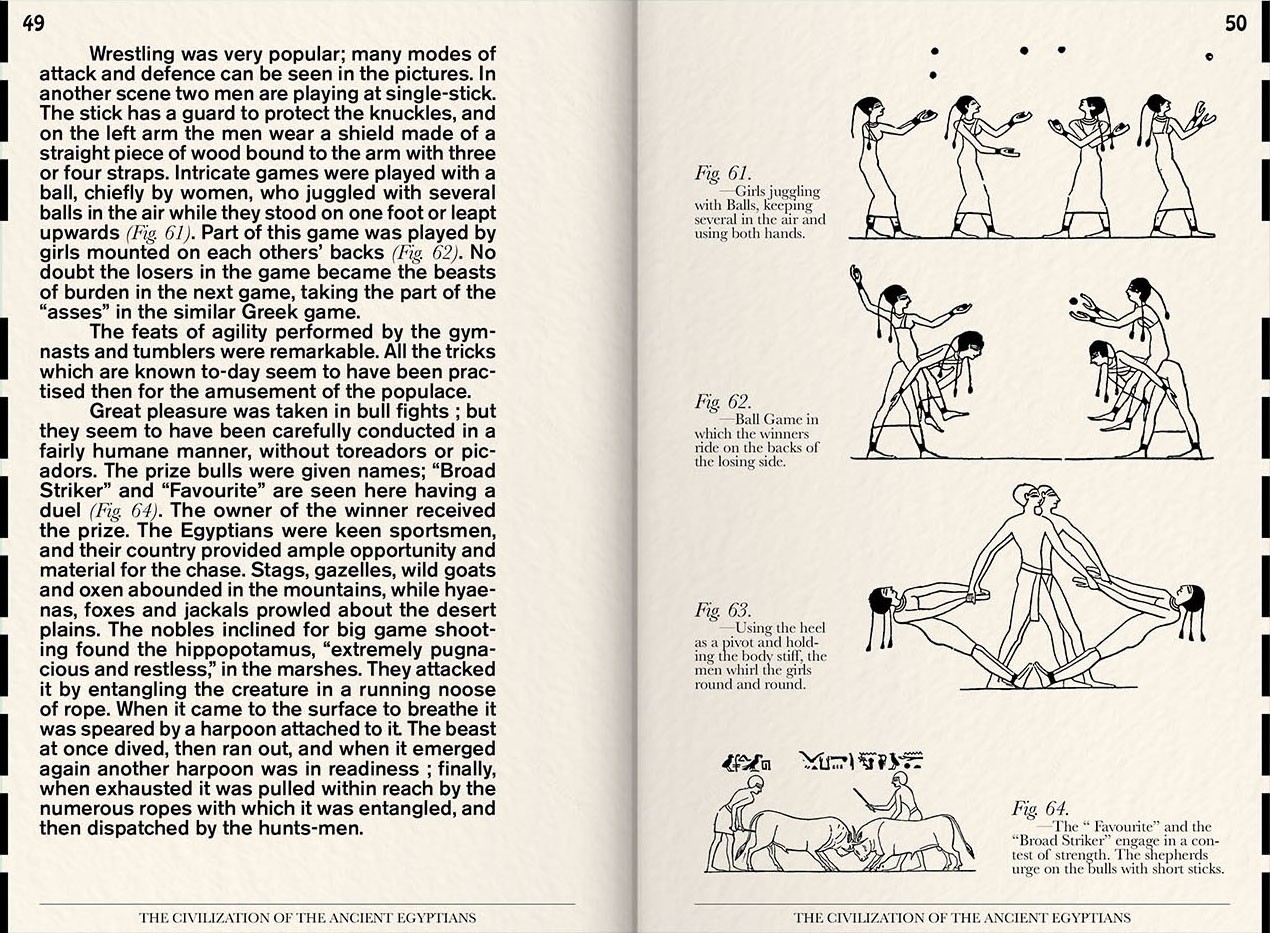 49
Wrestling was very popular; many modes of
attack and defence can be seen in the pictures. In
another scene two men are playing at single-stick.
The stick has a guard to protect the knuckles, and
on the left arm the men wear a shield made of a
straight piece of wood bound to the arm with three
or four straps. Intricate games were played with a
ball, chiefly by women, who juggled with several
balls in the air while they stood on one foot or leapt
upwards (Fig. 61). Part of this game was played by
girls mounted on each others’ backs (Fig. 62). No
doubt the losers in the game became the beasts
of burden in the next game, taking the part of the
“asses” in the similar Greek game.
The feats of agility performed by the gym-
nasts and tumblers were remarkable. All the tricks
which are known to-day seem to have been prac-
tised then for the amusement of the populace.
Great pleasure was taken in bull fights ; but
they seem to have been carefully conducted in a
fairly humane manner, without toreadors or pic-
adors. The prize bulls were given names; “Broad
Striker” and “Favourite” are seen here having a
duel (Fig. 64). The owner of the winner received
the prize. The Egyptians were keen sportsmen,
and their country provided ample opportunity and
material for the chase. Stags, gazelles, wild goats
and oxen abounded in the mountains, while hyae-
nas, foxes and jackals prowled about the desert
plains. The nobles inclined for big game shoot-
ing found the hippopotamus, “extremely pugna-
cious and restless,” in the marshes. They attacked
it by entangling the creature in a running noose
of rope. When it came to the surface to breathe it
was speared by a harpoon attached to it. The beast
at once dived, then ran out, and when it emerged
again another harpoon was in readiness ; finally,
when exhausted it was pulled within reach by the
numerous ropes with which it was entangled, and
then dispatched by the hunts-men.
THE CIVILIZATION OF THE ANCIENT EGYPTIANS
50
Fig. 61.
—Girls juggling
with Balls, keeping
several in the air and
using both hands.
Fig. 62.
—Ball Game in
which the winners
ride on the backs of
the losing side.
Fig. 63.
—Using the heel
as a pivot and hold-
ing the body stiff, the
men whirl the girls
round and round.
Fig. 64.
—The “ Favourite” and the
“Broad Striker” engage in a con-
test of strength. The shepherds
urge on the bulls with short sticks.
THE CIVILIZATION OF THE ANCIENT EGYPTIANS